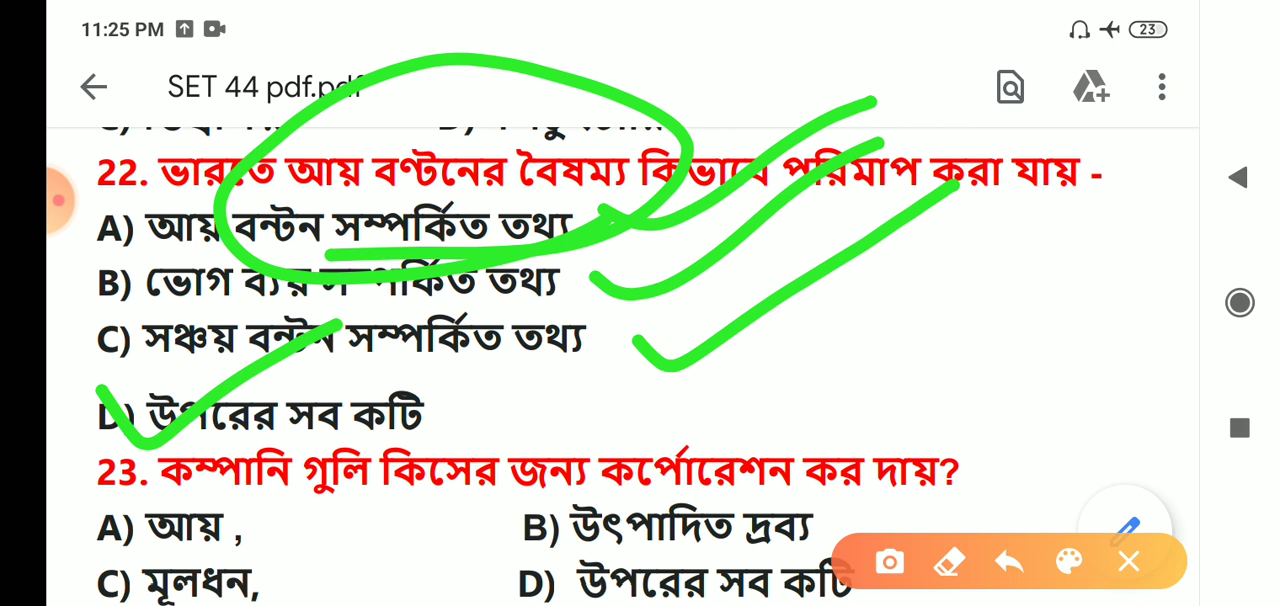 11:25 PM 23
SET 44 pdf.pdf
22. ভারতে আয় বণ্টনের বৈষম্য কিভাবে পরিমাপ করা যায় -
A) আয় বন্টন সম্পর্কিত তথ্য
B) ভোগ ব্যয় সম্পর্কিত তথ্য
C) সঞ্চয় বন্টন সম্পর্কিত তথ্য
D) উপরের সব কটি
23. কম্পানি গুলি কিসের জন্য কর্পোরেশন কর দায়?
A) আয় , B) উৎপাদিত দ্রব্য
C) মূলধন, D) উপরের সব কটি